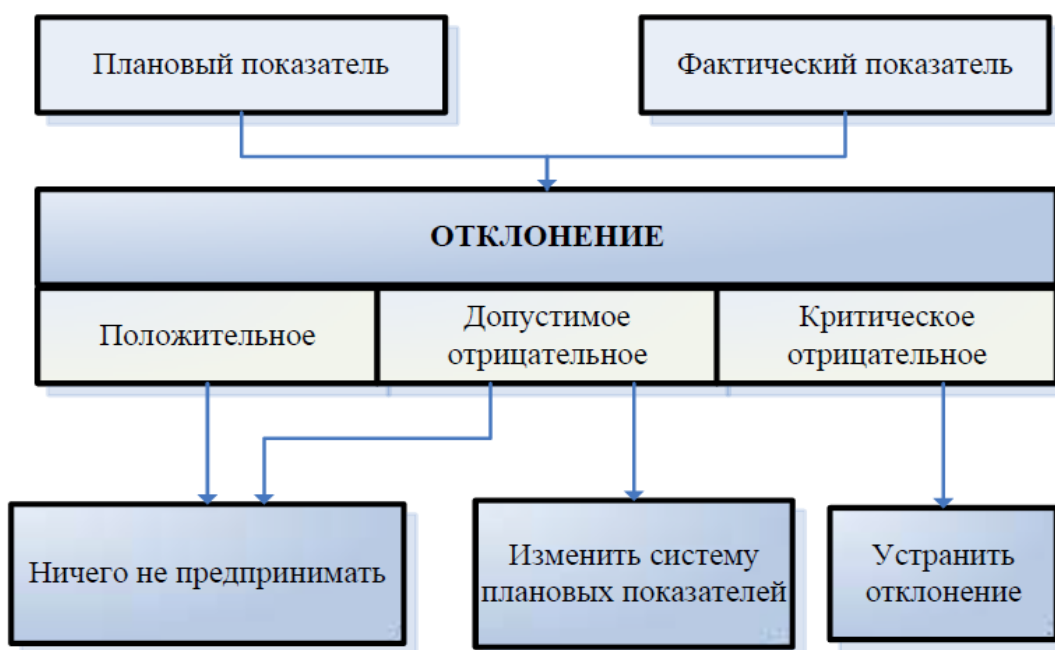 Плановый показатель
Фактический показатель
ОТКЛОНЕНИЕ
Положительное
Допустимое
отрицательное
Критическое
отрицательное
Ничего не предпринимать
Изменить систему
плановых показателей
Устранить
отклонение